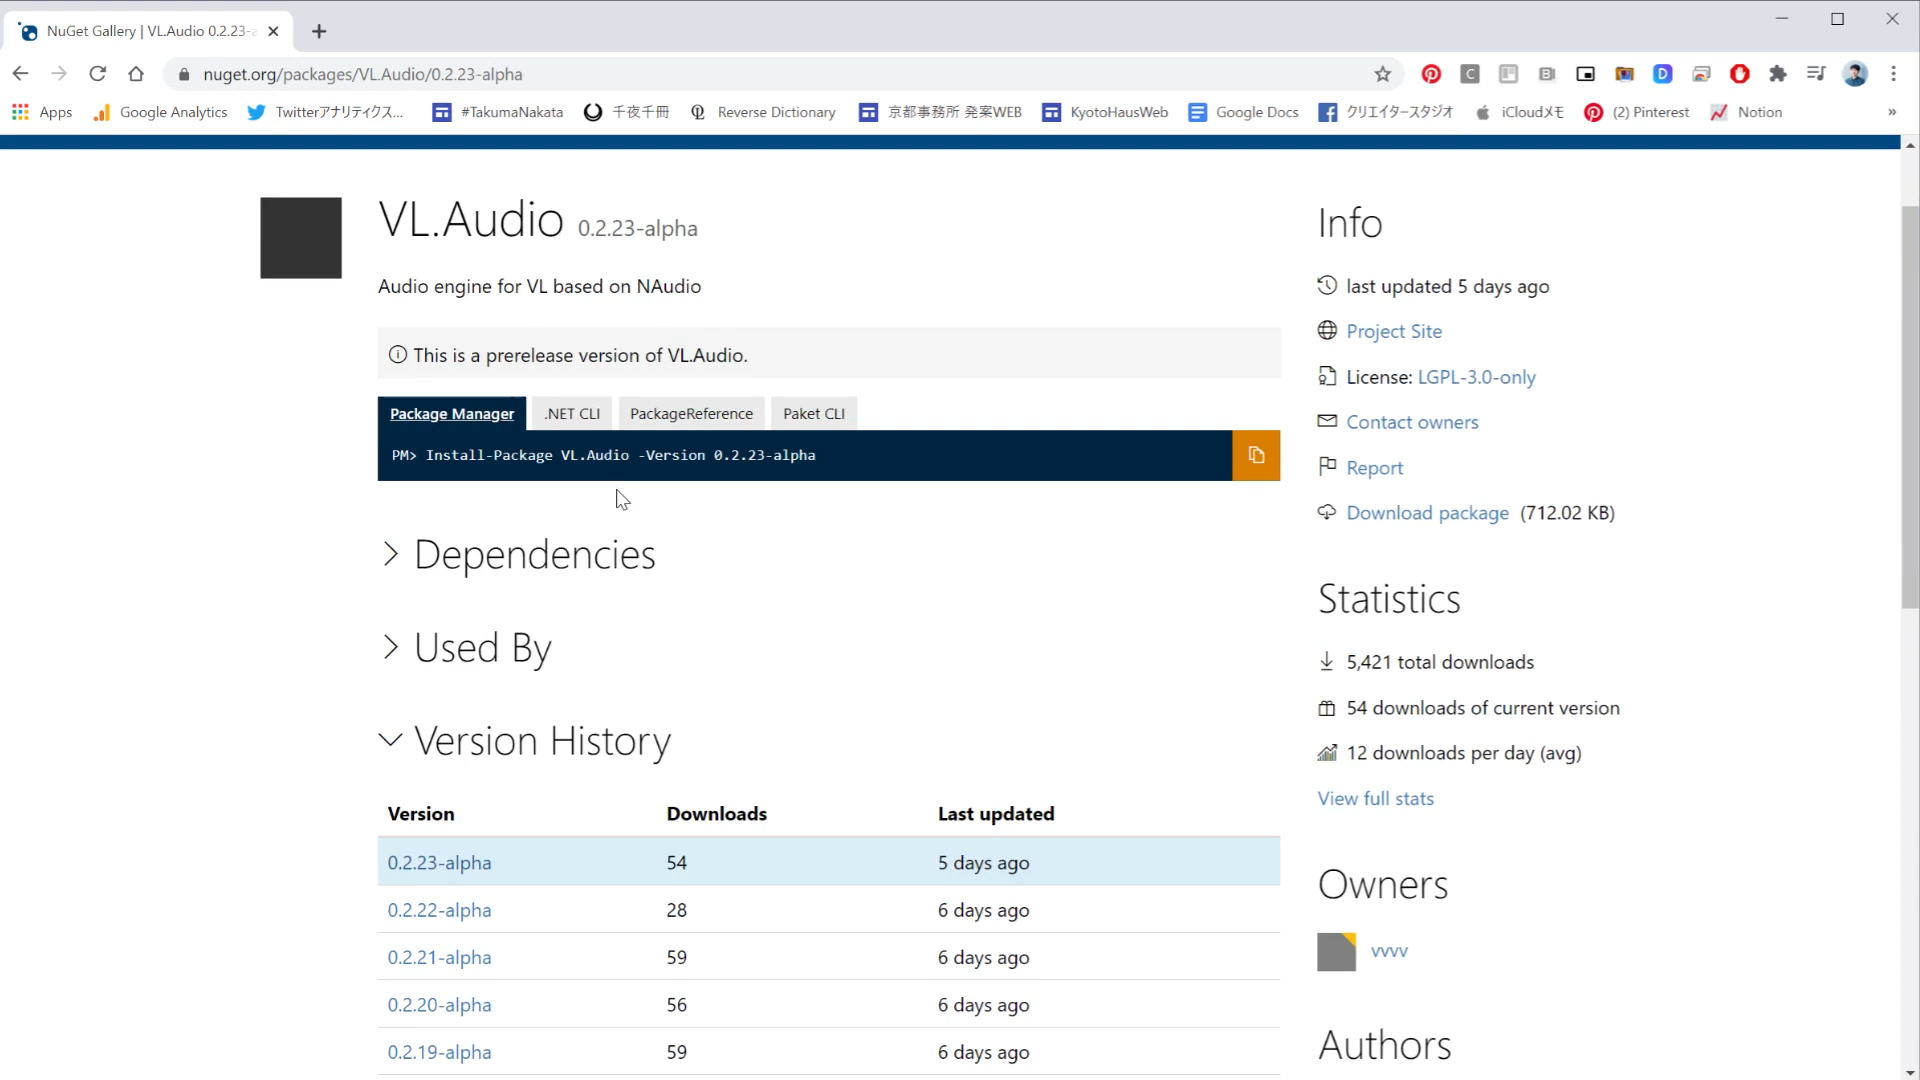 NuGet Gallery | VL.Audio 0.2.23-a
nuget.org/packages/VL.Audio/0.2.23-alpha
Apps
Google Analytics
Twitterアナリティクス...
#TakumaNakata
千夜千冊
Reverse Dictionary
京都事務所 発案WEB
KyotoHausWeb
Google Docs
クリエイタースタジオ
iCloudメモ
(2) Pinterest
Notion
»
VL.Audio 0.2.23-alpha
Audio engine for VL based on NAudio
This is a prerelease version of VL.Audio.
Package Manager
.NET CLI
PackageReference
Paket CLI
PM> Install-Package VL.Audio -Version 0.2.23-alpha
Dependencies
Used By
Version History
Version Downloads Last updated
0.2.23-alpha 54 5 days ago
0.2.22-alpha 28 6 days ago
0.2.21-alpha 59 6 days ago
0.2.20-alpha 56 6 days ago
0.2.19-alpha 59 6 days ago
Info
last updated 5 days ago
Project Site
License: LGPL-3.0-only
Contact owners
Report
Download package (712.02 KB)
Statistics
5,421 total downloads
54 downloads of current version
12 downloads per day (avg)
View full stats
Owners
vvvv
Authors